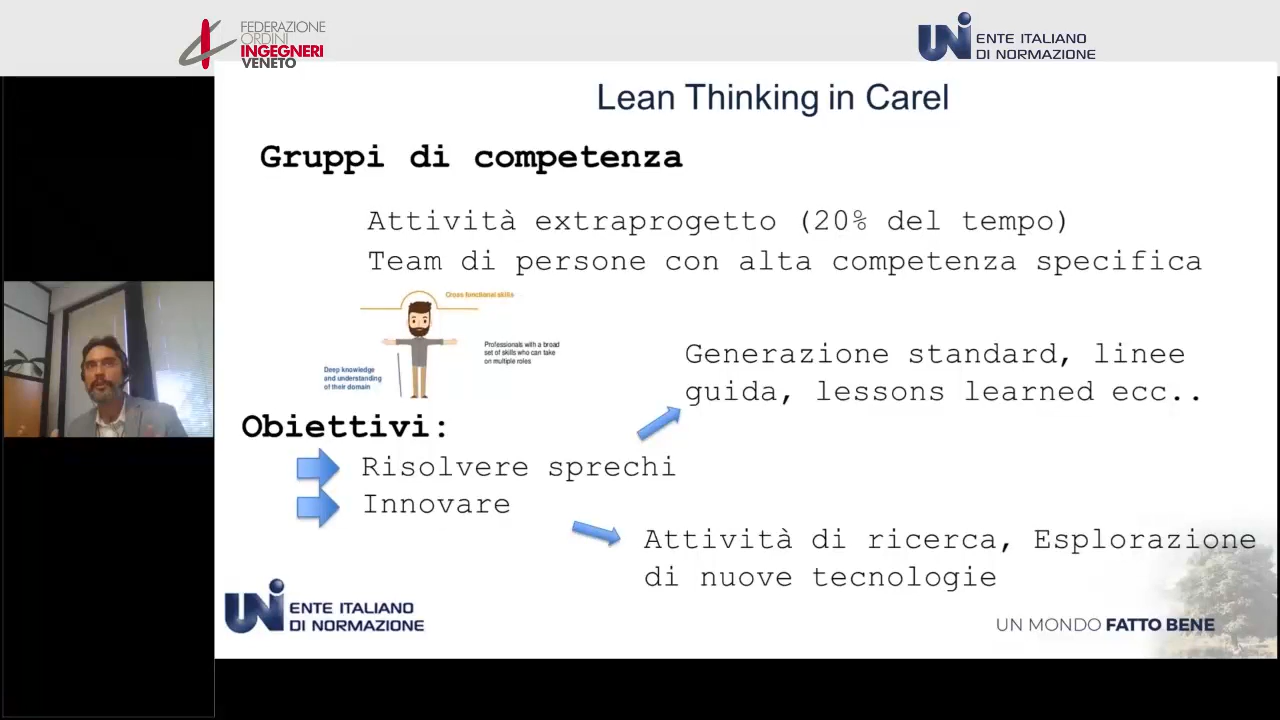 FEDERAZIONE
ORDINI
INGEGNERI
VENETO
UNI ENTE ITALIANO
DI NORMAZIONE
Lean Thinking in Carel
Gruppi di competenza
Attività extraprogetto (20% del tempo)
Team di persone con alta competenza specifica
Cross functional skills
Professionals with a broad
set of skills who can take
on multiple roles
Deep knowledge
and understanding
of their domain
Generazione standard, linee
guida, lessons learned ecc..
Obiettivi:
Risolvere sprechi
Innovare
Attività di ricerca, Esplorazione
di nuove tecnologie
UNI ENTE ITALIANO
DI NORMAZIONE
UN MONDO FATTO BENE